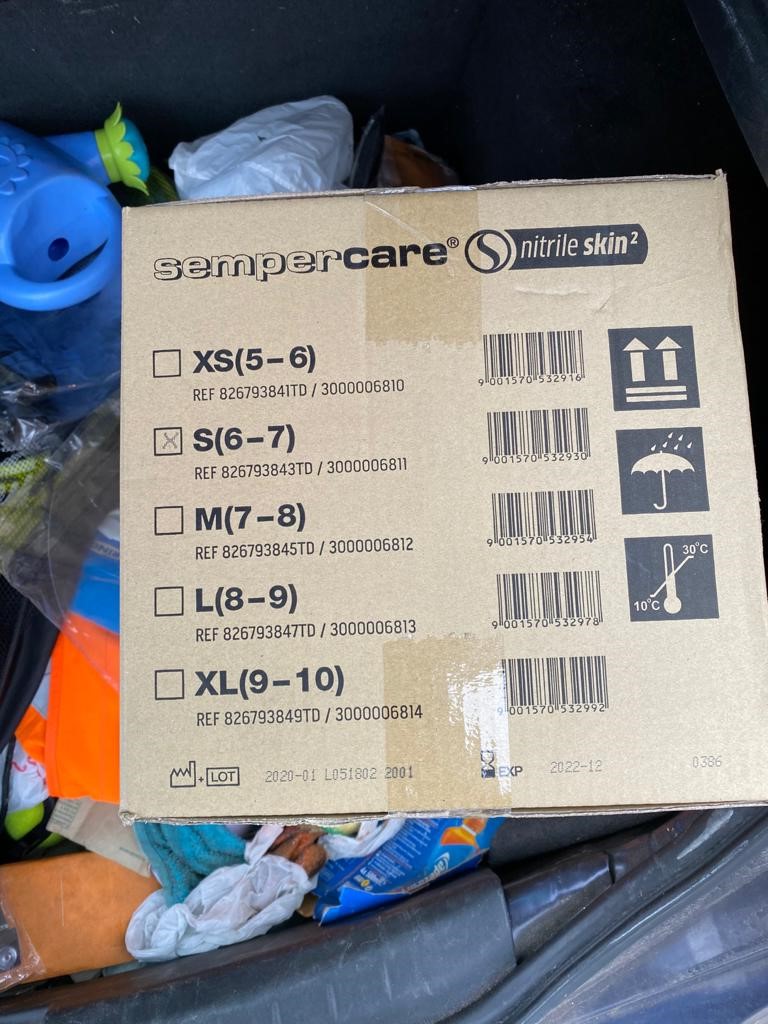 sempercare® nitrile skin²
XS(5-6)
REF 826793841TD / 3000006810
9 001570 532916
S(6-7)
REF 826793843TD / 3000006811
9 001570 532930
M(7-8)
REF 826793845TD / 3000006812
9 001570 532954
L(8-9)
REF 826793847TD / 3000006813
9 001570 532978
XL(9-10)
REF 826793849TD / 3000006814
9 001570 532992
30°C
10°C
+ LOT 2020-01 L051802 2001 EXP 2022-12 0386